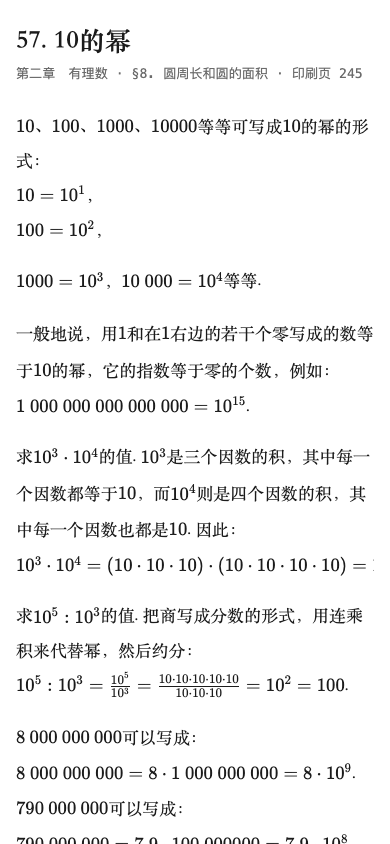 57. 10的幂
第二章 有理数 · §8. 圆周长和圆的面积 · 印刷页 245
10、100、1000、10000等等可写成10的幂的形
式：
10 = 10¹，
100 = 10²，
1000 = 10³，10 000 = 10⁴等等.
一般地说，用1和在1右边的若干个零写成的数等
于10的幂，它的指数等于零的个数，例如：
1 000 000 000 000 000 = 10¹⁵.
求10³ · 10⁴的值. 10³是三个因数的积，其中每一
个因数都等于10，而10⁴则是四个因数的积，其
中每一个因数也都是10. 因此：
10³ · 10⁴ = (10 · 10 · 10) · (10 · 10 · 10 · 10) =
求10⁵ : 10³的值. 把商写成分数的形式，用连乘
积来代替幂，然后约分：
10⁵ : 10³ = 10⁵/10³ = 10·10·10·10·10/10·10·10 = 10² = 100.
8 000 000 000可以写成：
8 000 000 000 = 8 · 1 000 000 000 = 8 · 10⁹.
790 000 000可以写成：
790 000 000 = 7.9 · 100 000000 = 7.9 · 10⁸